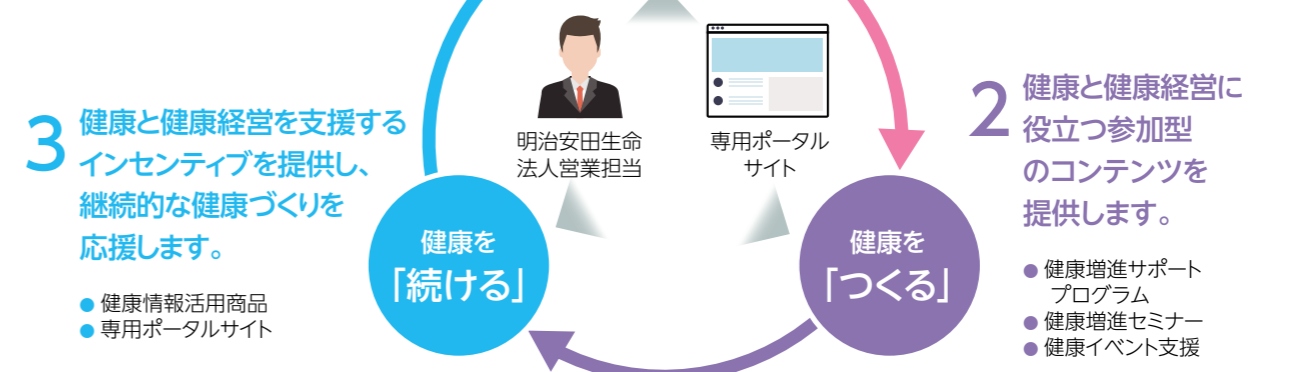 3
健康と健康経営を支援する
インセンティブを提供し、
継続的な健康づくりを
応援します。
● 健康情報活用商品
● 専用ポータルサイト
明治安田生命
法人営業担当
専用ポータル
サイト
健康を
「続ける」
健康を
「つくる」
2
健康と健康経営に
役立つ参加型
のコンテンツを
提供します。
● 健康増進サポート
プログラム
● 健康増進セミナー
● 健康イベント支援